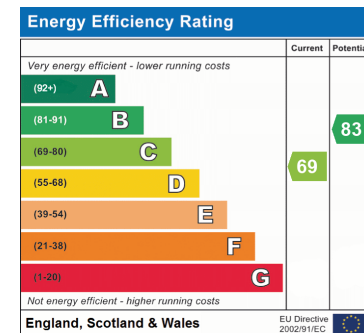 Energy Efficiency Rating
Current Potentia
Very energy efficient - lower running costs
(92+) A
(81-91) B
83
(69-80) C
69
(55-68) D
(39-54) E
(21-38) F
(1-20) G
Not energy efficient - higher running costs
England, Scotland & Wales
EU Directive
2002/91/EC